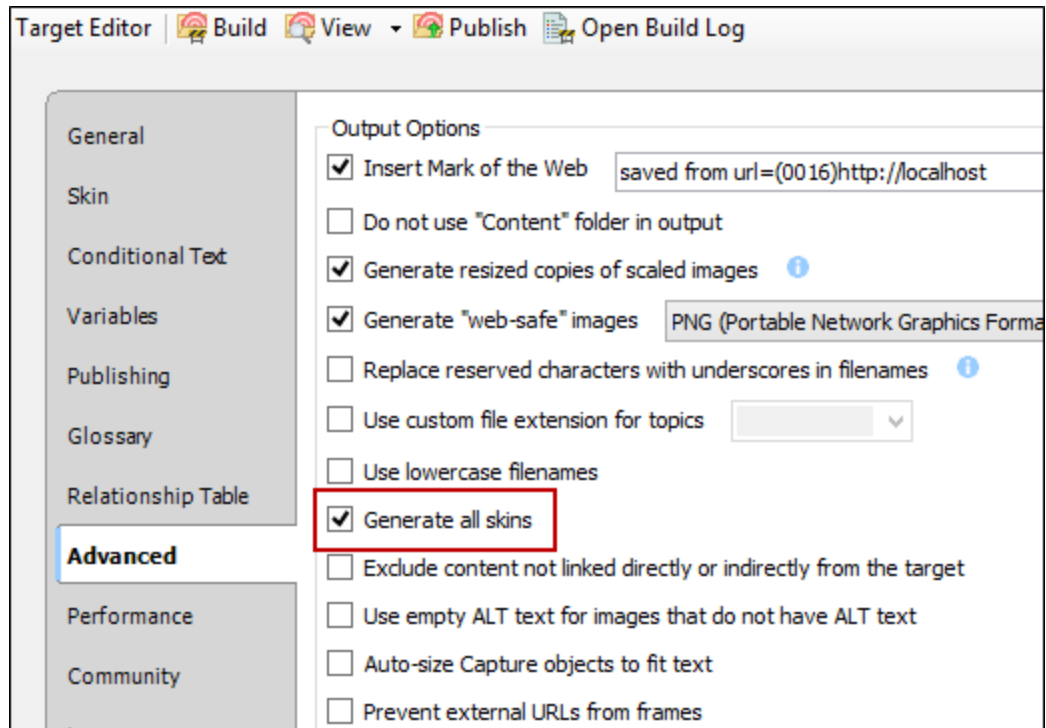 Target Editor Build View Publish Open Build Log
General
Skin
Conditional Text
Variables
Publishing
Glossary
Relationship Table
Advanced
Performance
Community
Output Options
Insert Mark of the Web saved from url=(0016)http://localhost
Do not use "Content" folder in output
Generate resized copies of scaled images
Generate "web-safe" images PNG (Portable Network Graphics Forma
Replace reserved characters with underscores in filenames
Use custom file extension for topics
Use lowercase filenames
Generate all skins
Exclude content not linked directly or indirectly from the target
Use empty ALT text for images that do not have ALT text
Auto-size Capture objects to fit text
Prevent external URLs from frames